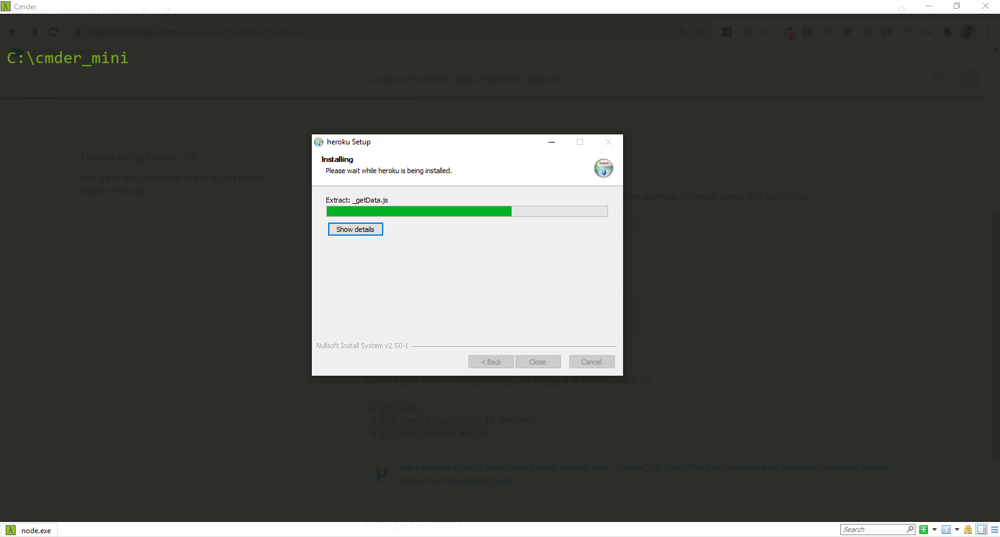 Cmder
serverch · Heroku-git | Heroku
dashboard.heroku.com/apps/serverch/deploy/heroku-git
C:\cmder_mini
Jump to Favorites, Apps, Pipelines, Spaces...
heroku Setup
Installing
Please wait while heroku is being installed.
Extract: _getData.js
Show details
Nullsoft Install System v2.50-1
< Back
Close
Cancel
Deploy using Heroku Git
Use git in the command line or a GUI tool to
deploy this app.
the prompts to create a new SSH public key.
Commit your code to the repository and deploy it to Heroku using Git.
$ git add .
$ git commit -am "make it better"
$ git push heroku master
You can now change your main deploy branch from "master" to "main" for both manual and automatic deploys, please
follow the instructions here.
Existing Git repository
node.exe
Search